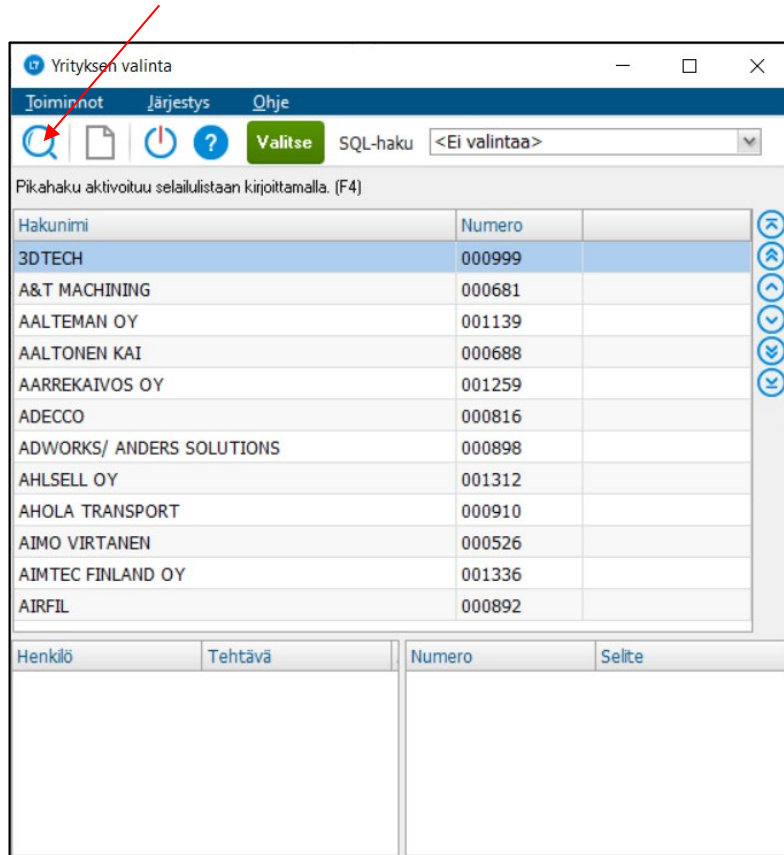 L7 Yrityksen valinta
Toiminnot Järjestys Ohje
? Valitse SQL-haku <Ei valintaa>
Pikahaku aktivoituu selailulistaan kirjoittamalla. (F4)
Hakunimi Numero
3DTECH 000999
A&T MACHINING 000681
AALTEMAN OY 001139
AALTONEN KAI 000688
AARREKAIVOS OY 001259
ADECCO 000816
ADWORKS/ ANDERS SOLUTIONS 000898
AHLSELL OY 001312
AHOLA TRANSPORT 000910
AIMO VIRTANEN 000526
AIMTEC FINLAND OY 001336
AIRFIL 000892
Henkilö Tehtävä Numero Selite